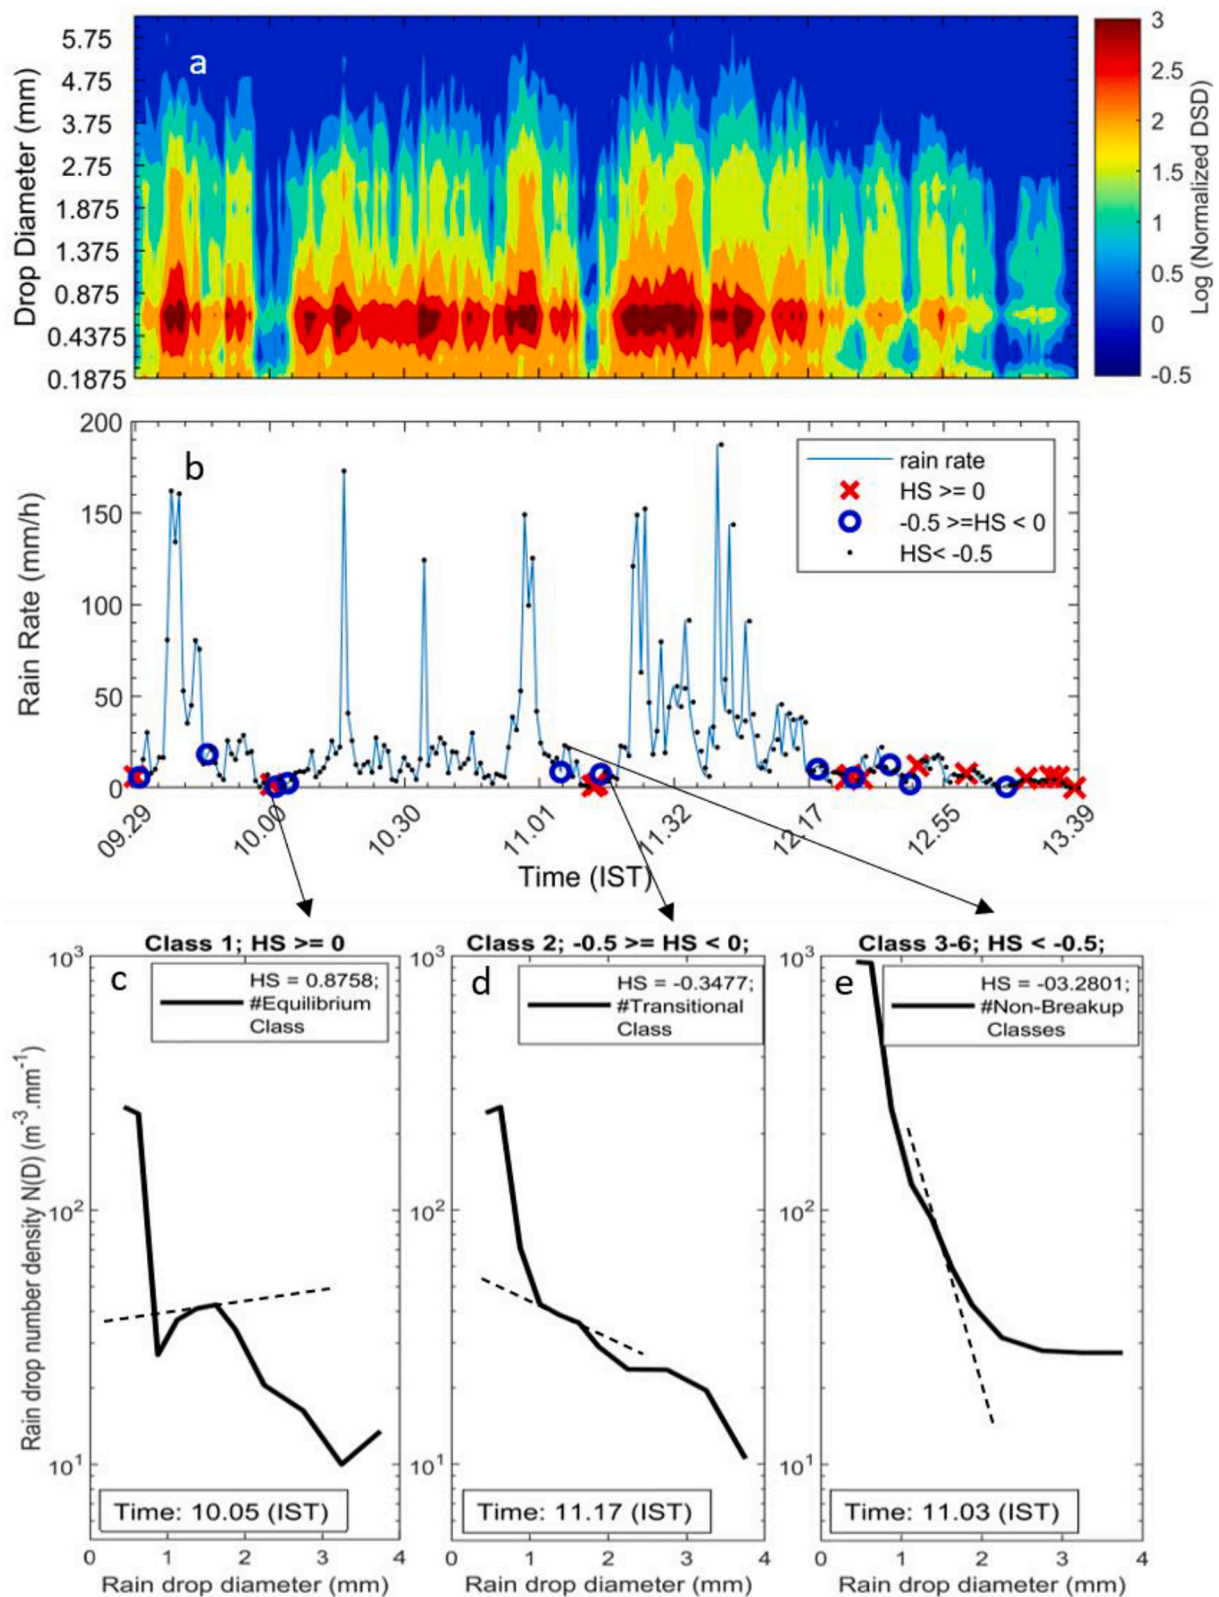 a
5.75
4.75
3.75
2.75
1.875
1.375
0.875
0.4375
0.1875
Drop Diameter (mm)
3
2.5
2
1.5
1
0.5
0
-0.5
Log (Normalized DSD)
b
200
150
100
50
0
Rain Rate (mm/h)
rain rate
HS >= 0
-0.5 >=HS < 0
HS< -0.5
09.29
10.00
10.30
11.01
11.32
12.17
12.55
13.39
Time (IST)
Class 1; HS >= 0
Class 2; -0.5 >= HS < 0;
Class 3-6; HS < -0.5;
c
HS = 0.8758;
#Equilibrium
Class
d
HS = -0.3477;
#Transitional
Class
e
HS = -03.2801;
#Non-Breakup
Classes
Rain drop number density N(D) (m-3.mm-1)
103
102
101
103
102
101
103
102
101
Time: 10.05 (IST)
Time: 11.17 (IST)
Time: 11.03 (IST)
0 1 2 3 4
0 1 2 3 4
0 1 2 3 4
Rain drop diameter (mm)
Rain drop diameter (mm)
Rain drop diameter (mm)